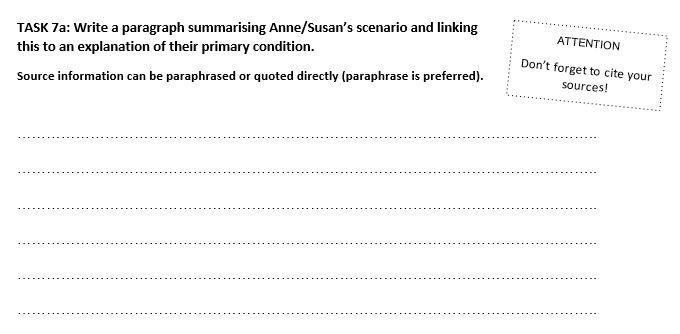 TASK 7a: Write a paragraph summarising Anne/Susan's scenario and linking
this to an explanation of their primary condition.
Source information can be paraphrased or quoted directly (paraphrase is preferred).
ATTENTION
Don't forget to cite your
sources!